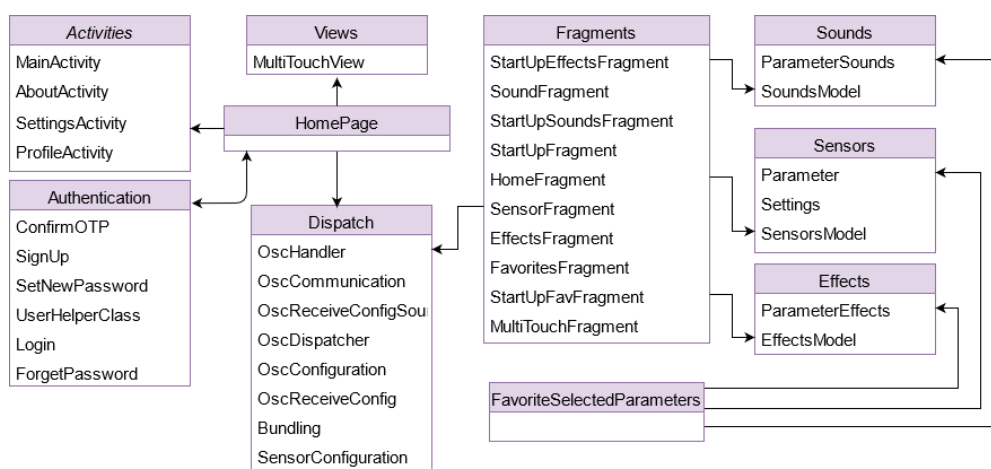 Activities
MainActivity
AboutActivity
SettingsActivity
ProfileActivity
Views
MultiTouchView
HomePage
Authentication
ConfirmOTP
SignUp
SetNewPassword
UserHelperClass
Login
ForgetPassword
Dispatch
OscHandler
OscCommunication
OscReceiveConfigSou
OscDispatcher
OscConfiguration
OscReceiveConfig
Bundling
SensorConfiguration
Fragments
StartUpEffectsFragment
SoundFragment
StartUpSoundsFragment
StartUpFragment
HomeFragment
SensorFragment
EffectsFragment
FavoritesFragment
StartUpFavFragment
MultiTouchFragment
FavoriteSelectedParameters
Sounds
ParameterSounds
SoundsModel
Sensors
Parameter
Settings
SensorsModel
Effects
ParameterEffects
EffectsModel